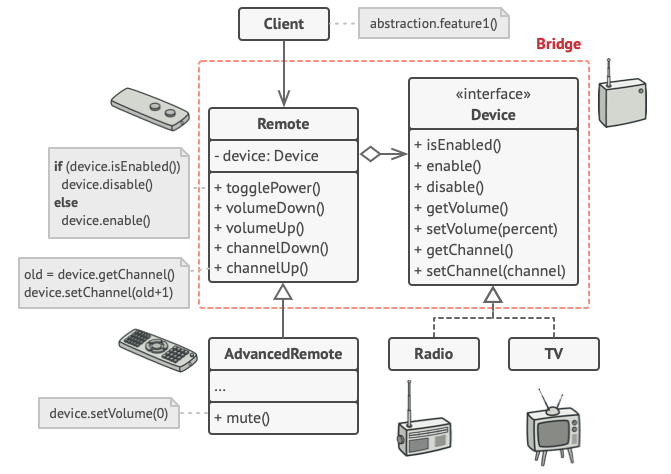 Client
abstraction.feature1()
Bridge
Remote
- device: Device
+ togglePower()
+ volumeDown()
+ volumeUp()
+ channelDown()
+ channelUp()
«interface»
Device
+ isEnabled()
+ enable()
+ disable()
+ getVolume()
+ setVolume(percent)
+ getChannel()
+ setChannel(channel)
if (device.isEnabled())
device.disable()
else
device.enable()
old = device.getChannel()
device.setChannel(old+1)
AdvancedRemote
...
+ mute()
device.setVolume(0)
Radio
TV